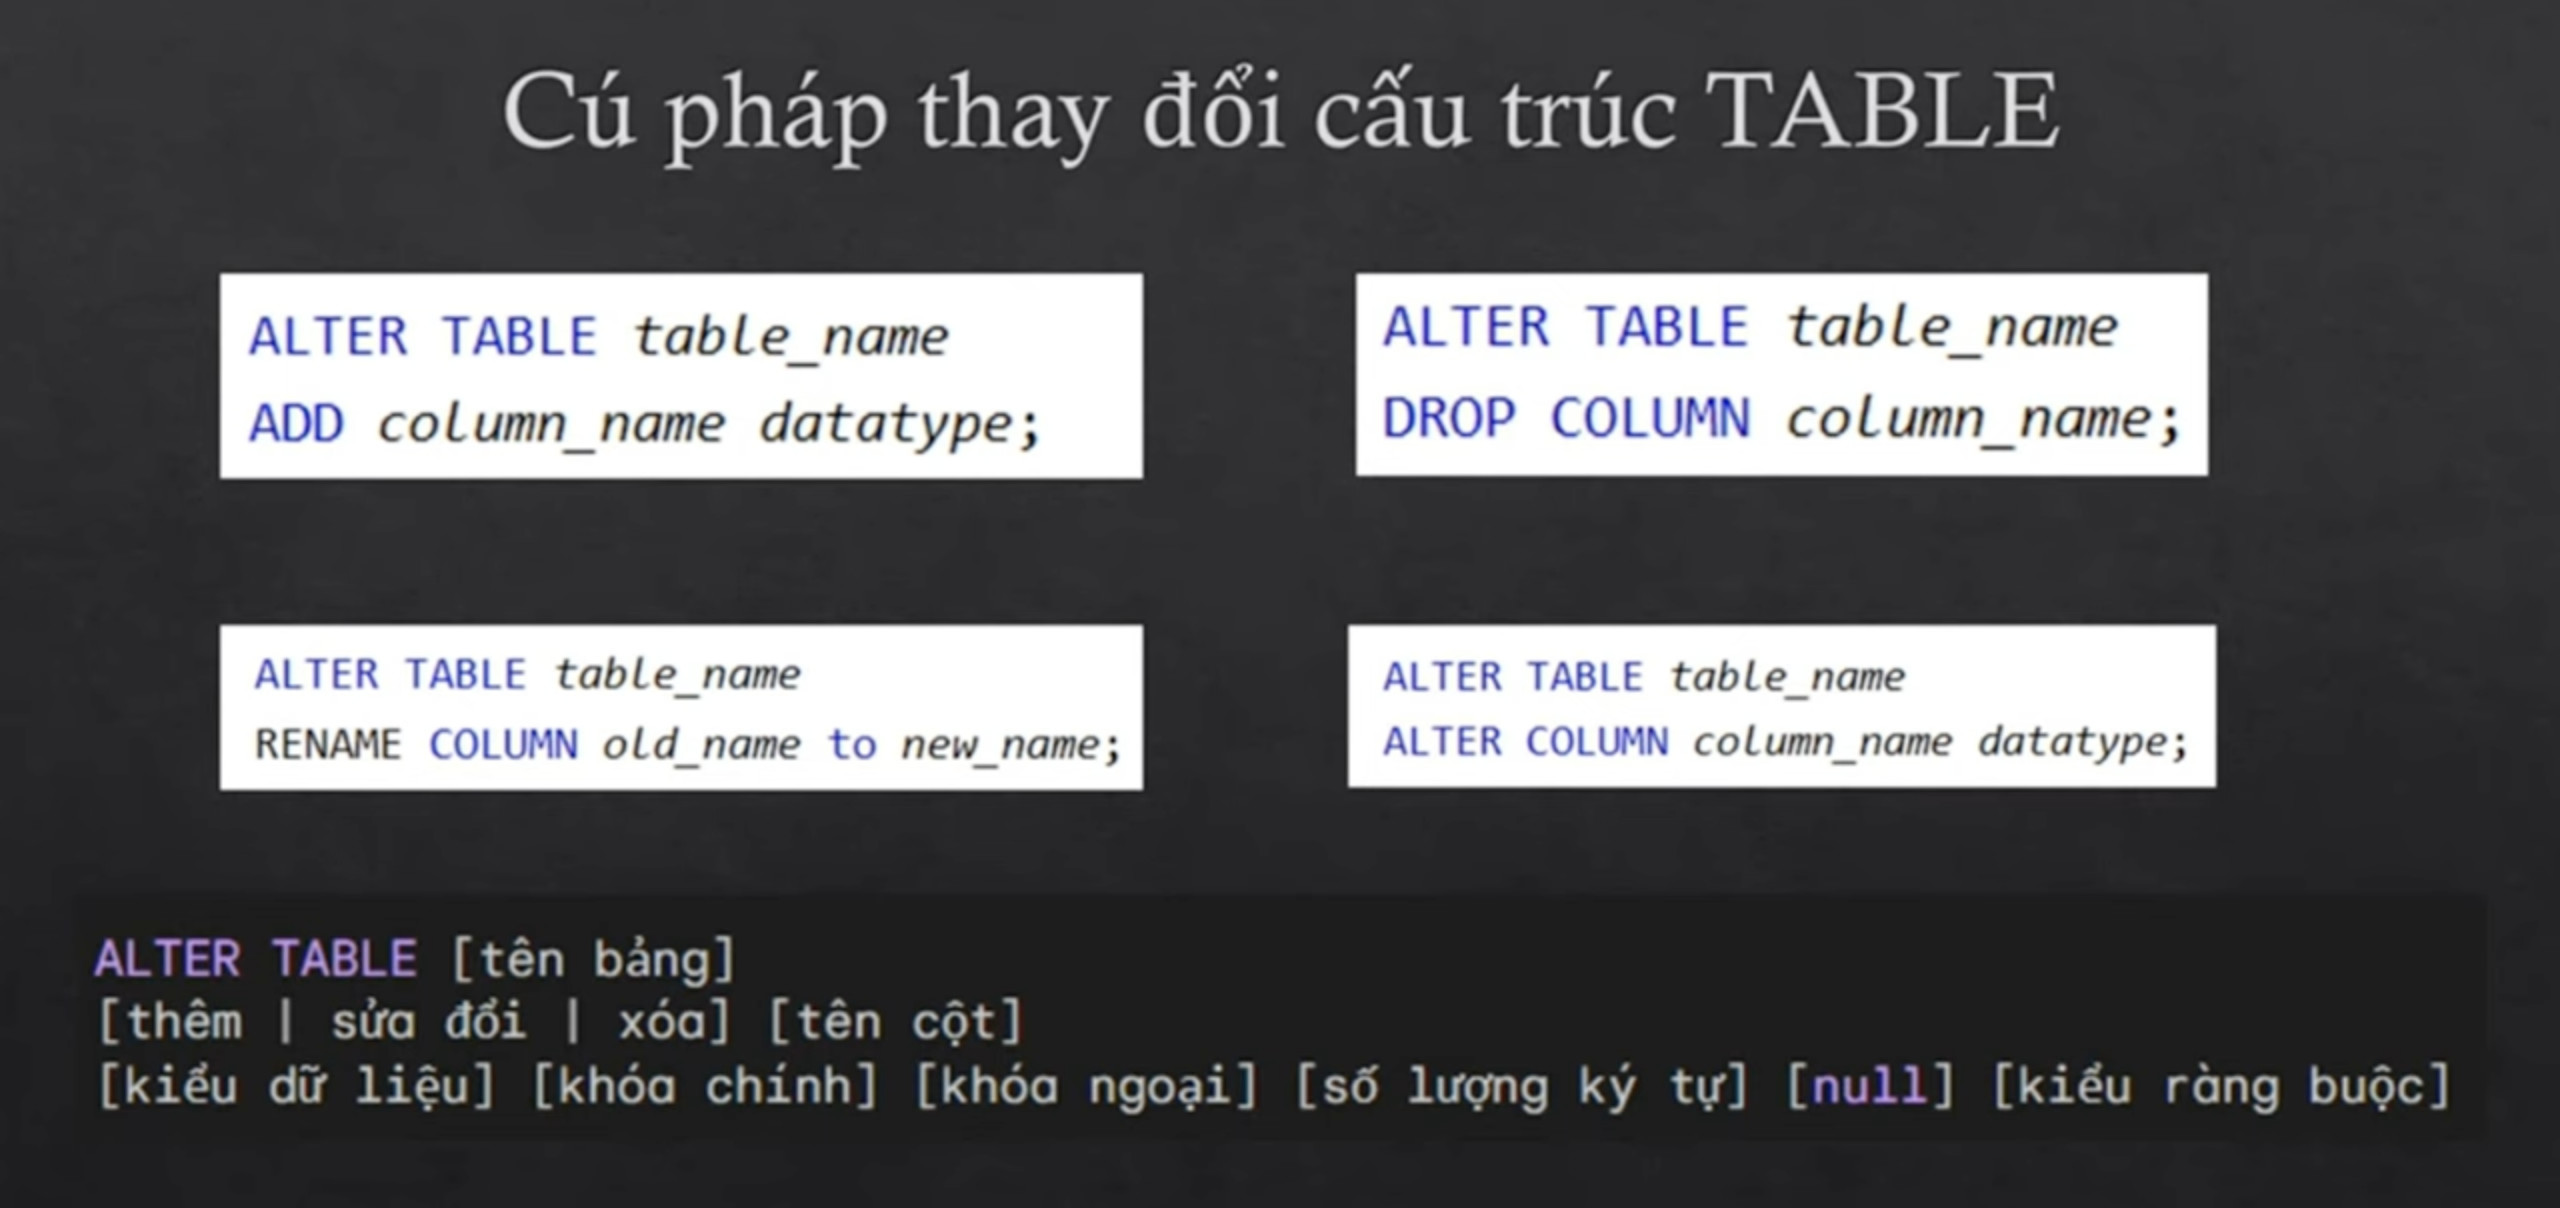 Cú pháp thay đổi cấu trúc TABLE
ALTER TABLE table_name
ADD column_name datatype;
ALTER TABLE table_name
DROP COLUMN column_name;
ALTER TABLE table_name
RENAME COLUMN old_name to new_name;
ALTER TABLE table_name
ALTER COLUMN column_name datatype;
ALTER TABLE [tên bảng]
[thêm | sửa đổi | xóa] [tên cột]
[kiểu dữ liệu] [khóa chính] [khóa ngoại] [số lượng ký tự] [null] [kiểu ràng buộc]